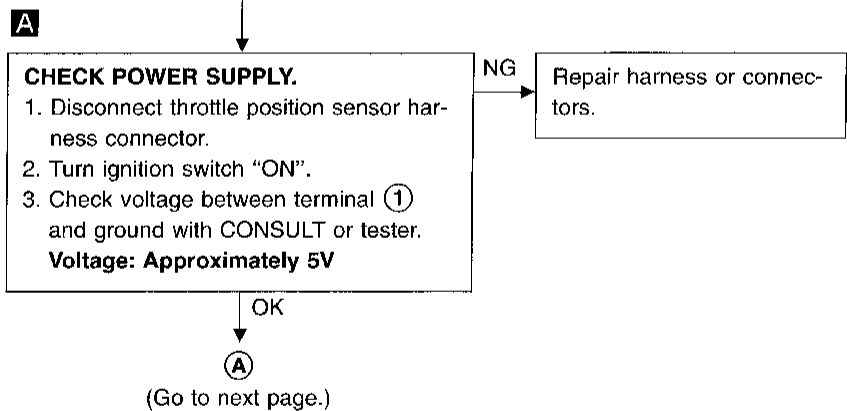 A
CHECK POWER SUPPLY.
1. Disconnect throttle position sensor har-
ness connector.
2. Turn ignition switch “ON”.
3. Check voltage between terminal ①
and ground with CONSULT or tester.
Voltage: Approximately 5V
NG
Repair harness or connec-
tors.
OK
Ⓐ
(Go to next page.)